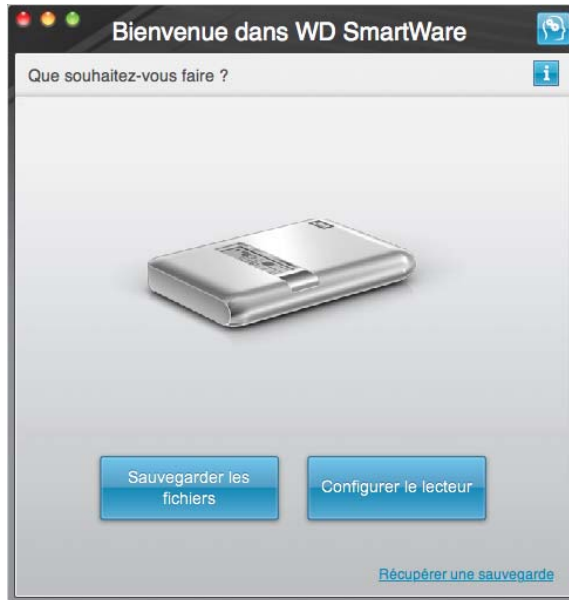 Bienvenue dans WD SmartWare
Que souhaitez-vous faire ?
i
Sauvegarder les
fichiers
Configurer le lecteur
Récupérer une sauvegarde